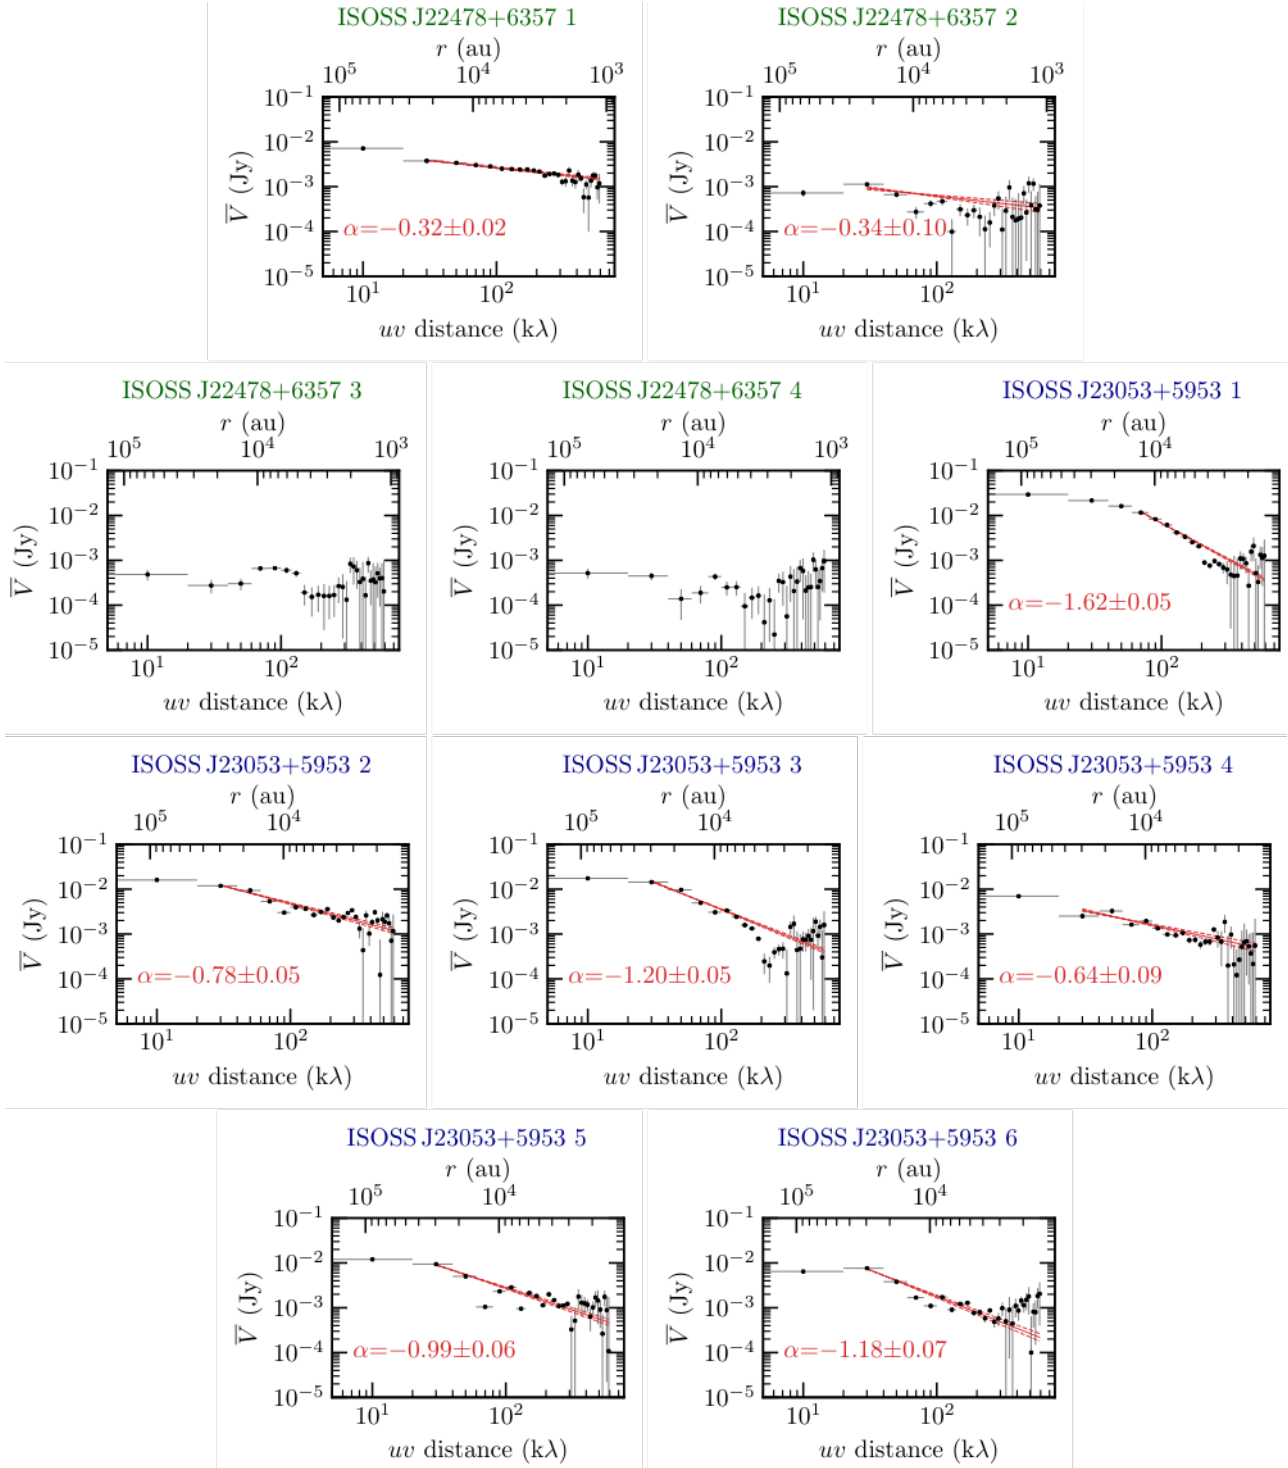 ISOSS J22478+6357 1
r (au)
10^5 10^4 10^3
10^-1
10^-2
10^-3
10^-4
10^-5
V̅ (Jy)
α=−0.32±0.02
10^1 10^2
uv distance (kλ)
ISOSS J22478+6357 2
r (au)
10^5 10^4 10^3
10^-1
10^-2
10^-3
10^-4
10^-5
V̅ (Jy)
α=−0.34±0.10
10^1 10^2
uv distance (kλ)
ISOSS J22478+6357 3
r (au)
10^5 10^4 10^3
10^-1
10^-2
10^-3
10^-4
10^-5
V̅ (Jy)
10^1 10^2
uv distance (kλ)
ISOSS J22478+6357 4
r (au)
10^5 10^4 10^3
10^-1
10^-2
10^-3
10^-4
10^-5
V̅ (Jy)
10^1 10^2
uv distance (kλ)
ISOSS J23053+5953 1
r (au)
10^5 10^4
10^-1
10^-2
10^-3
10^-4
10^-5
V̅ (Jy)
α=−1.62±0.05
10^1 10^2
uv distance (kλ)
ISOSS J23053+5953 2
r (au)
10^5 10^4
10^-1
10^-2
10^-3
10^-4
10^-5
V̅ (Jy)
α=−0.78±0.05
10^1 10^2
uv distance (kλ)
ISOSS J23053+5953 3
r (au)
10^5 10^4
10^-1
10^-2
10^-3
10^-4
10^-5
V̅ (Jy)
α=−1.20±0.05
10^1 10^2
uv distance (kλ)
ISOSS J23053+5953 4
r (au)
10^5 10^4
10^-1
10^-2
10^-3
10^-4
10^-5
V̅ (Jy)
α=−0.64±0.09
10^1 10^2
uv distance (kλ)
ISOSS J23053+5953 5
r (au)
10^5 10^4
10^-1
10^-2
10^-3
10^-4
10^-5
V̅ (Jy)
α=−0.99±0.06
10^1 10^2
uv distance (kλ)
ISOSS J23053+5953 6
r (au)
10^5 10^4
10^-1
10^-2
10^-3
10^-4
10^-5
V̅ (Jy)
α=−1.18±0.07
10^1 10^2
uv distance (kλ)